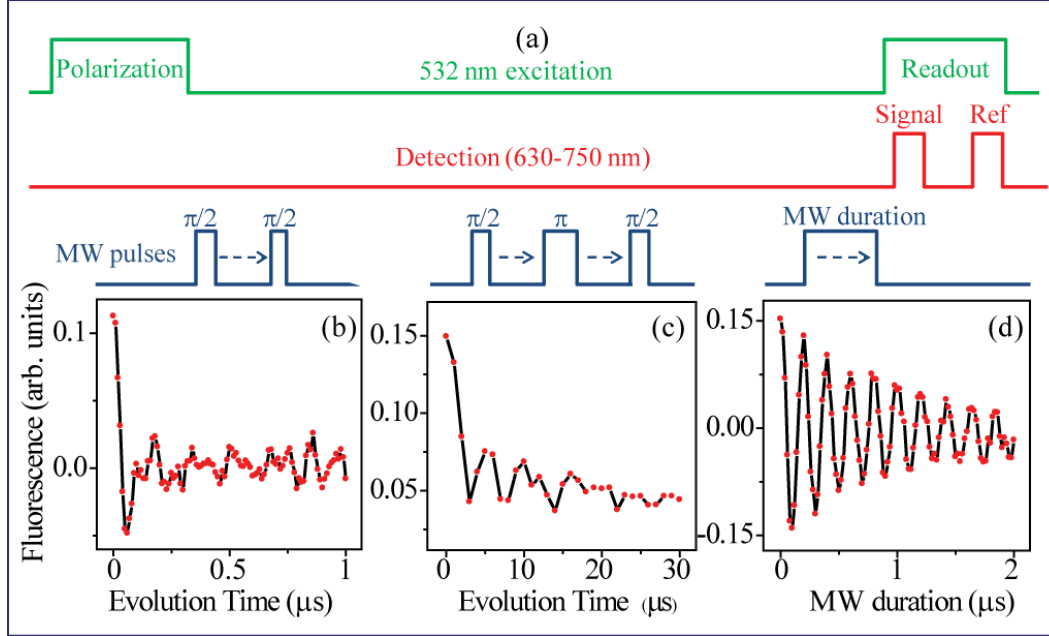 (a)
Polarization
532 nm excitation
Readout
Signal
Ref
Detection (630-750 nm)
MW pulses
π/2
π/2
π/2
π
π/2
MW duration
Fluorescence (arb. units)
(b)
0.1
0.0
0
0.5
1
Evolution Time (μs)
(c)
0.15
0.10
0.05
0
10
20
30
Evolution Time (μs)
(d)
0.15
0.00
-0.15
0
1
2
MW duration (μs)